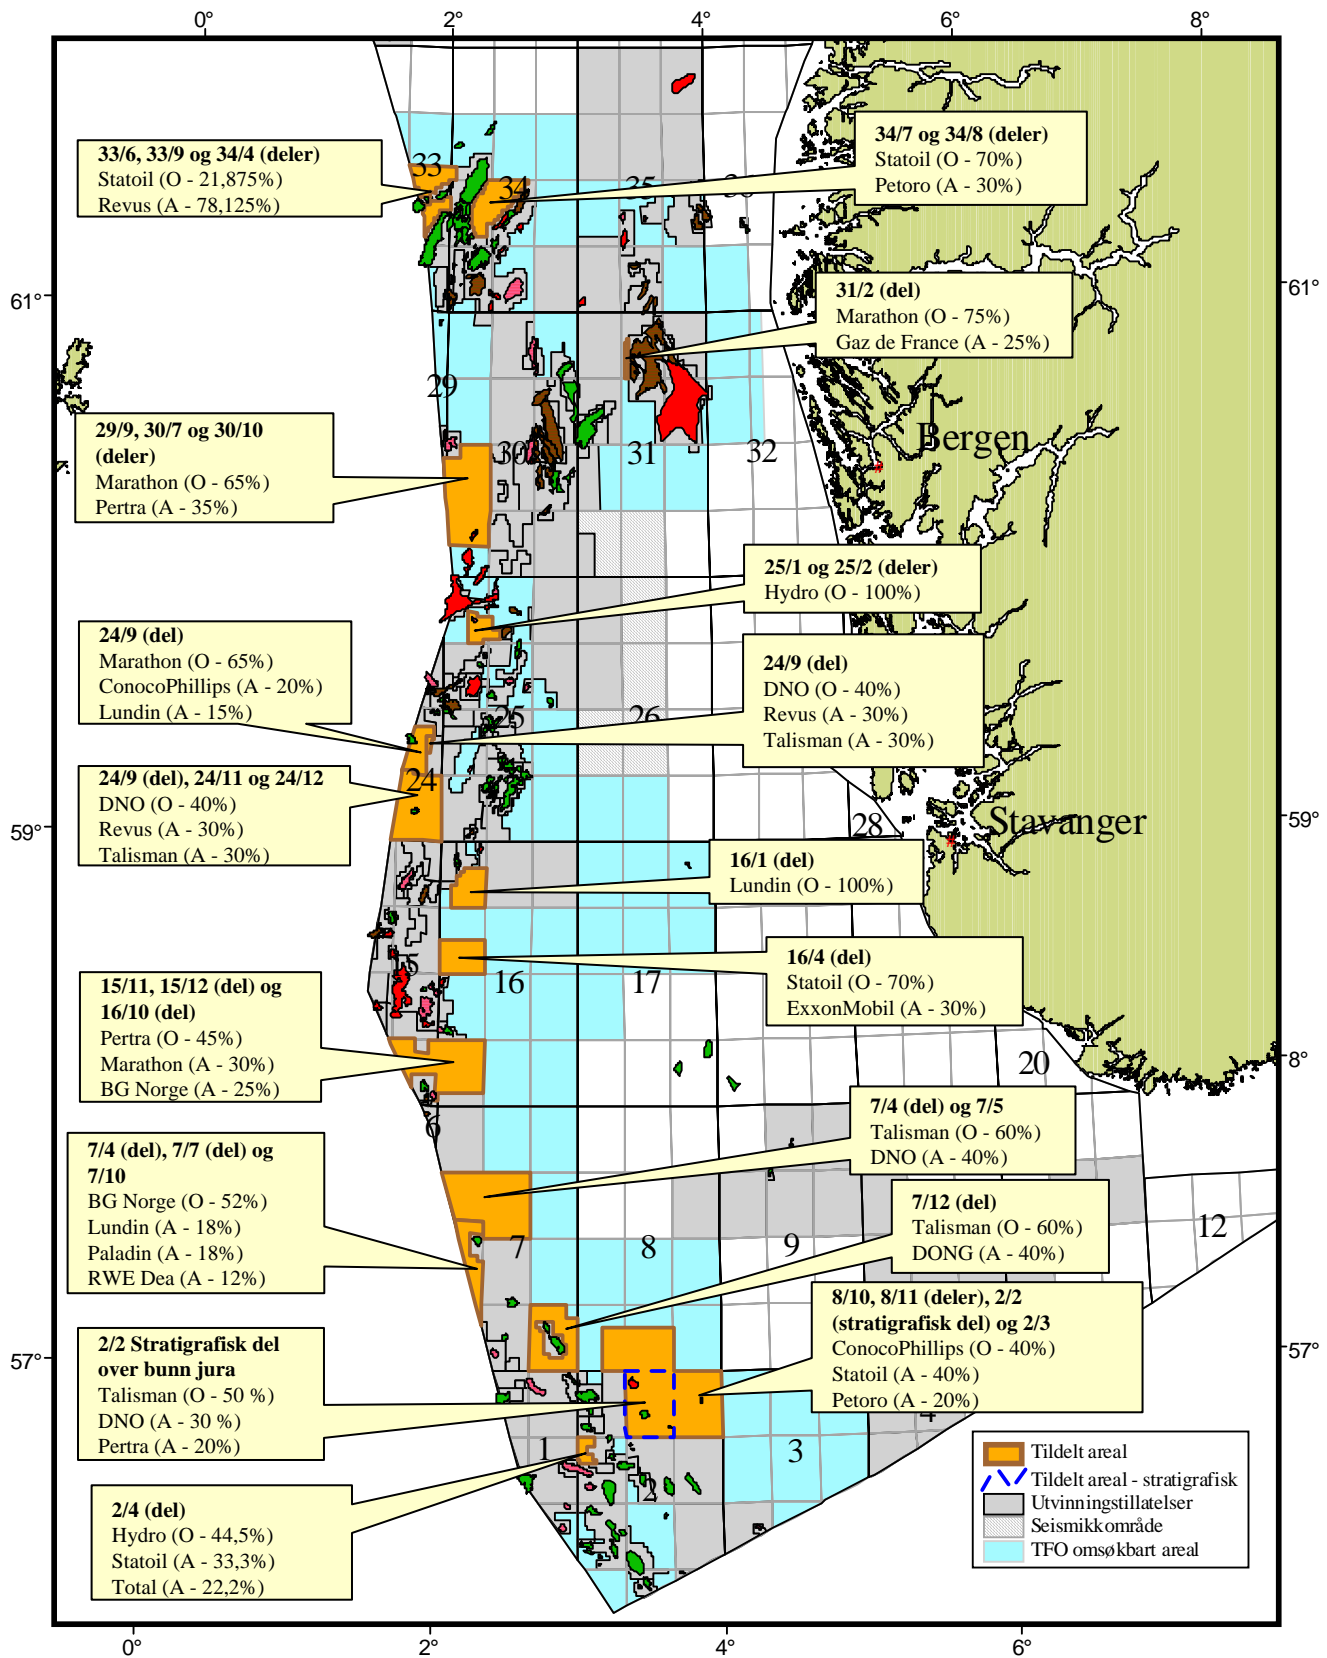 0° 2° 4° 6° 8°
33/6, 33/9 og 34/4 (deler)
Statoil (O - 21,875%)
Revus (A - 78,125%)
34/7 og 34/8 (deler)
Statoil (O - 70%)
Petoro (A - 30%)
33
34
35
61°
61°
31/2 (del)
Marathon (O - 75%)
Gaz de France (A - 25%)
29
29/9, 30/7 og 30/10
(deler)
Marathon (O - 65%)
Pertra (A - 35%)
30
31
32
Bergen
25/1 og 25/2 (deler)
Hydro (O - 100%)
24/9 (del)
Marathon (O - 65%)
ConocoPhillips (A - 20%)
Lundin (A - 15%)
24/9 (del)
DNO (O - 40%)
Revus (A - 30%)
Talisman (A - 30%)
25
26
24/9 (del), 24/11 og 24/12
DNO (O - 40%)
Revus (A - 30%)
Talisman (A - 30%)
24
59°
28
Stavanger
59°
16/1 (del)
Lundin (O - 100%)
16/4 (del)
Statoil (O - 70%)
ExxonMobil (A - 30%)
5
16
17
15/11, 15/12 (del) og
16/10 (del)
Pertra (O - 45%)
Marathon (A - 30%)
BG Norge (A - 25%)
20
8°
6
7/4 (del) og 7/5
Talisman (O - 60%)
DNO (A - 40%)
7/4 (del), 7/7 (del) og
7/10
BG Norge (O - 52%)
Lundin (A - 18%)
Paladin (A - 18%)
RWE Dea (A - 12%)
7/12 (del)
Talisman (O - 60%)
DONG (A - 40%)
7
8
9
12
8/10, 8/11 (deler), 2/2
(stratigrafisk del) og 2/3
ConocoPhillips (O - 40%)
Statoil (A - 40%)
Petoro (A - 20%)
57°
57°
2/2 Stratigrafisk del
over bunn jura
Talisman (O - 50 %)
DNO (A - 30 %)
Pertra (A - 20%)
1
2
3
4
2/4 (del)
Hydro (O - 44,5%)
Statoil (A - 33,3%)
Total (A - 22,2%)
Tildelt areal
Tildelt areal - stratigrafisk
Utvinningstillatelser
Seismikkområde
TFO omsøkbart areal
0° 2° 4° 6°